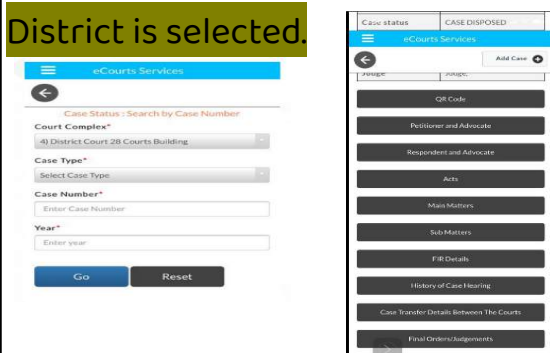 District is selected.
eCourts Services
Case Status : Search by Case Number
Court Complex*
4) District Court 28 Courts Building
Case Type*
Select Case Type
Case Number*
Enter Case Number
Year*
Enter year
Go Reset
Case status CASE DISPOSED
eCourts Services
Add Case
Judge Judge,
QR Code
Petitioner and Advocate
Respondent and Advocate
Acts
Main Matters
Sub Matters
FIR Details
History of Case Hearing
Case Transfer Details Between The Courts
Final Orders/Judgements